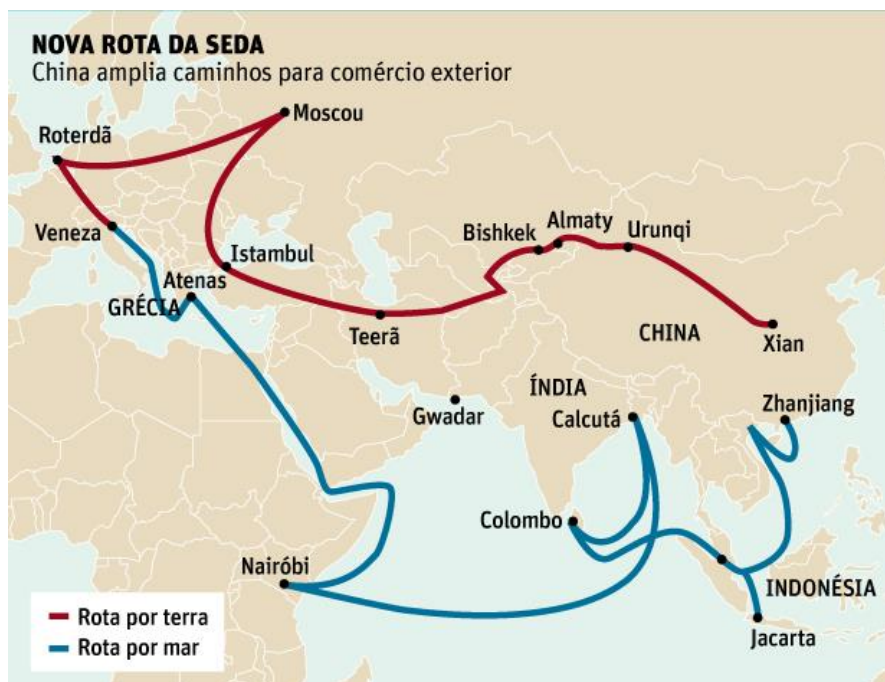 NOVA ROTA DA SEDA
China amplia caminhos para comércio exterior
Moscou
Roterdã
Veneza
Istambul
Atenas
GRÉCIA
Teerã
Bishkek
Almaty
Urunqi
CHINA
Xian
ÍNDIA
Gwadar
Calcutá
Zhanjiang
Colombo
Nairóbi
INDONÉSIA
Jacarta
Rota por terra
Rota por mar